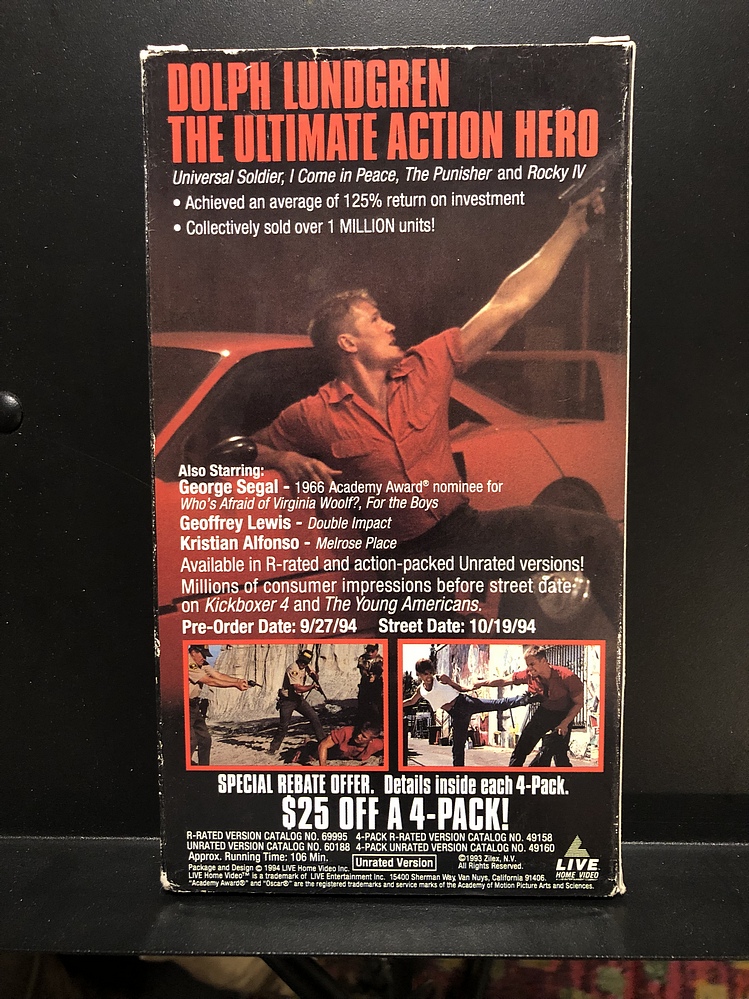 DOLPH LUNDGREN
THE ULTIMATE ACTION HERO
Universal Soldier, I Come in Peace, The Punisher and Rocky IV
• Achieved an average of 125% return on investment
• Collectively sold over 1 MILLION units!
Also Starring:
George Segal - 1966 Academy Award® nominee for
Who's Afraid of Virginia Woolf?, For the Boys
Geoffrey Lewis - Double Impact
Kristian Alfonso - Melrose Place
Available in R-rated and action-packed Unrated versions!
Millions of consumer impressions before street date-
on Kickboxer 4 and The Young Americans.
Pre-Order Date: 9/27/94 Street Date: 10/19/94
SPECIAL REBATE OFFER. Details inside each 4-Pack.
$25 OFF A 4-PACK!
R-RATED VERSION CATALOG NO. 69995 4-PACK R-RATED VERSION CATALOG NO. 49158
UNRATED VERSION CATALOG NO. 60188 4-PACK UNRATED VERSION CATALOG NO. 49160
Approx. Running Time: 106 Min. Unrated Version ©1993 Zilex, N.V.
All Rights Reserved.
Package and Design © 1994 LIVE Home Video Inc.
LIVE Home Video™ is a trademark of LIVE Entertainment Inc. 15400 Sherman Way, Van Nuys, California 91406.
"Academy Award®" and "Oscar®" are the registered trademarks and service marks of the Academy of Motion Picture Arts and Sciences.
LIVE
HOME VIDEO